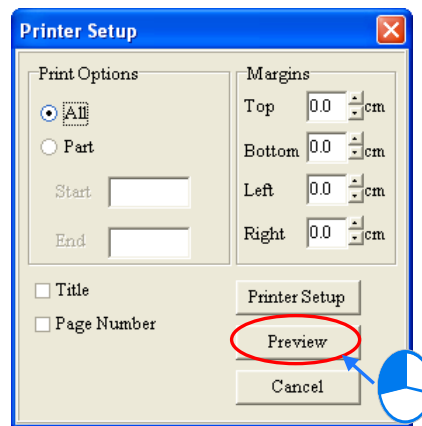 Printer Setup
Print Options
All
Part
Start
End
Margins
Top 0.0 cm
Bottom 0.0 cm
Left 0.0 cm
Right 0.0 cm
Title
Page Number
Printer Setup
Preview
Cancel